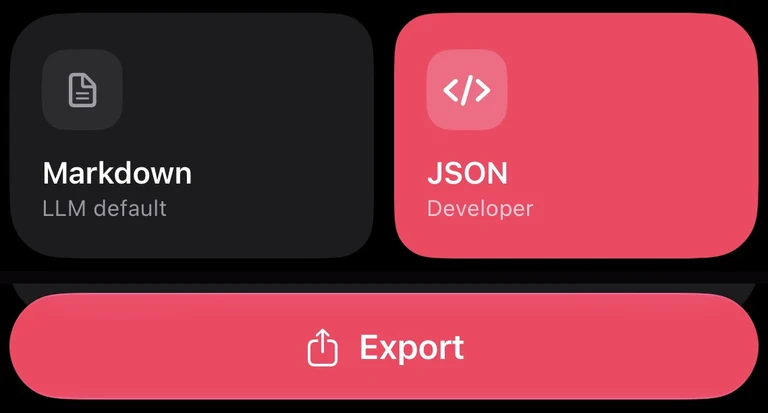 Markdown
LLM default
JSON
Developer
Export